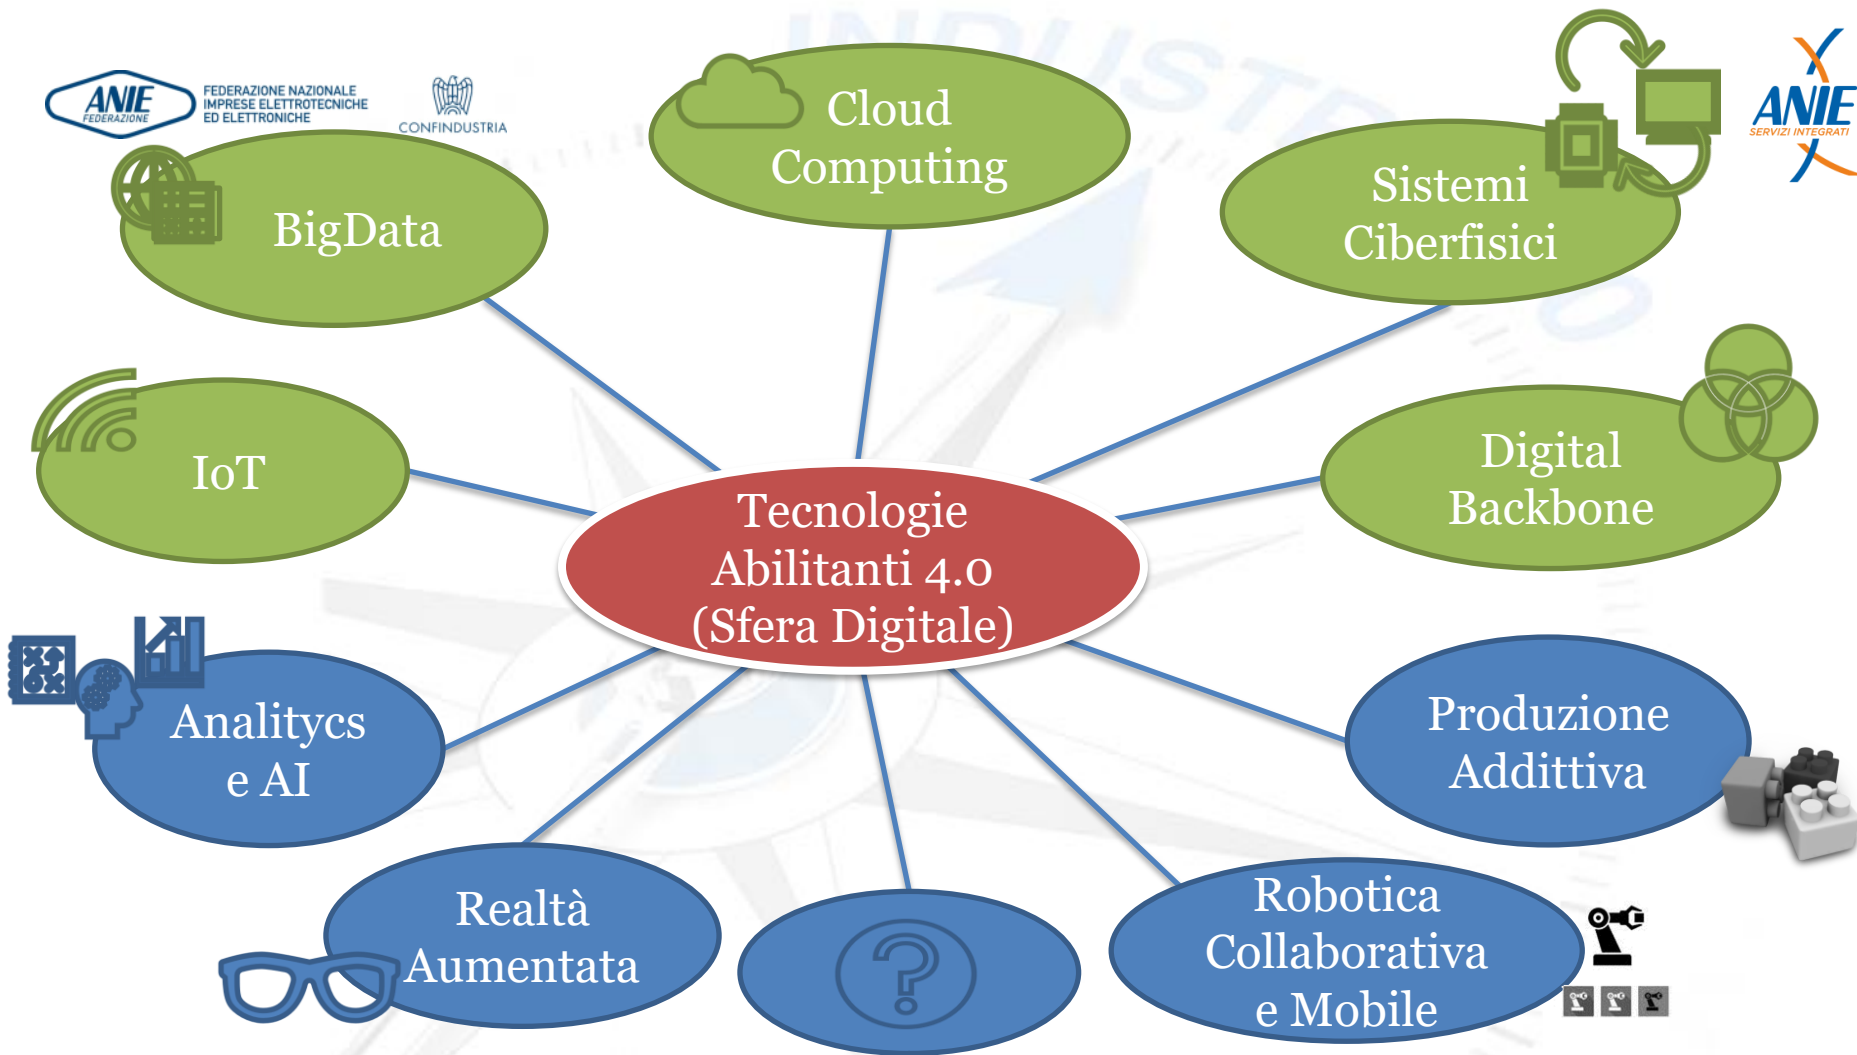 INDUSTR
O
ANIE
FEDERAZIONE
FEDERAZIONE NAZIONALE
IMPRESE ELETTROTECNICHE
ED ELETTRONICHE
CONFINDUSTRIA
ANIE
SERVIZI INTEGRATI
Cloud
Computing
BigData
Sistemi
Ciberfisici
IoT
Digital
Backbone
Tecnologie
Abilitanti 4.0
(Sfera Digitale)
Analitycs
e AI
Produzione
Addittiva
Realtà
Aumentata
?
Robotica
Collaborativa
e Mobile